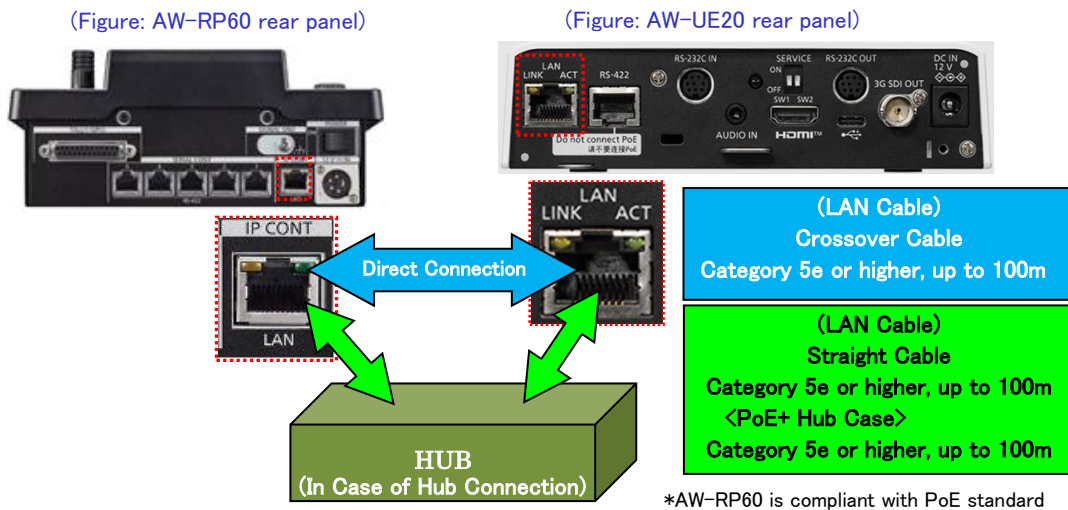 (Figure: AW-RP60 rear panel)
(Figure: AW-UE20 rear panel)
LAN
LINK ACT
RS-422
RS-232C IN
SERVICE
ON
OFF
SW1 SW2
RS-232C OUT
DC IN
12 V
3G SDI OUT
Do not connect PoE
请不要连接PoE
AUDIO IN
HDMI™
RS-422
IP CONT
LAN
LAN
LINK ACT
Direct Connection
(LAN Cable)
Crossover Cable
Category 5e or higher, up to 100m
(LAN Cable)
Straight Cable
Category 5e or higher, up to 100m
<PoE+ Hub Case>
Category 5e or higher, up to 100m
HUB
(In Case of Hub Connection)
*AW-RP60 is compliant with PoE standard